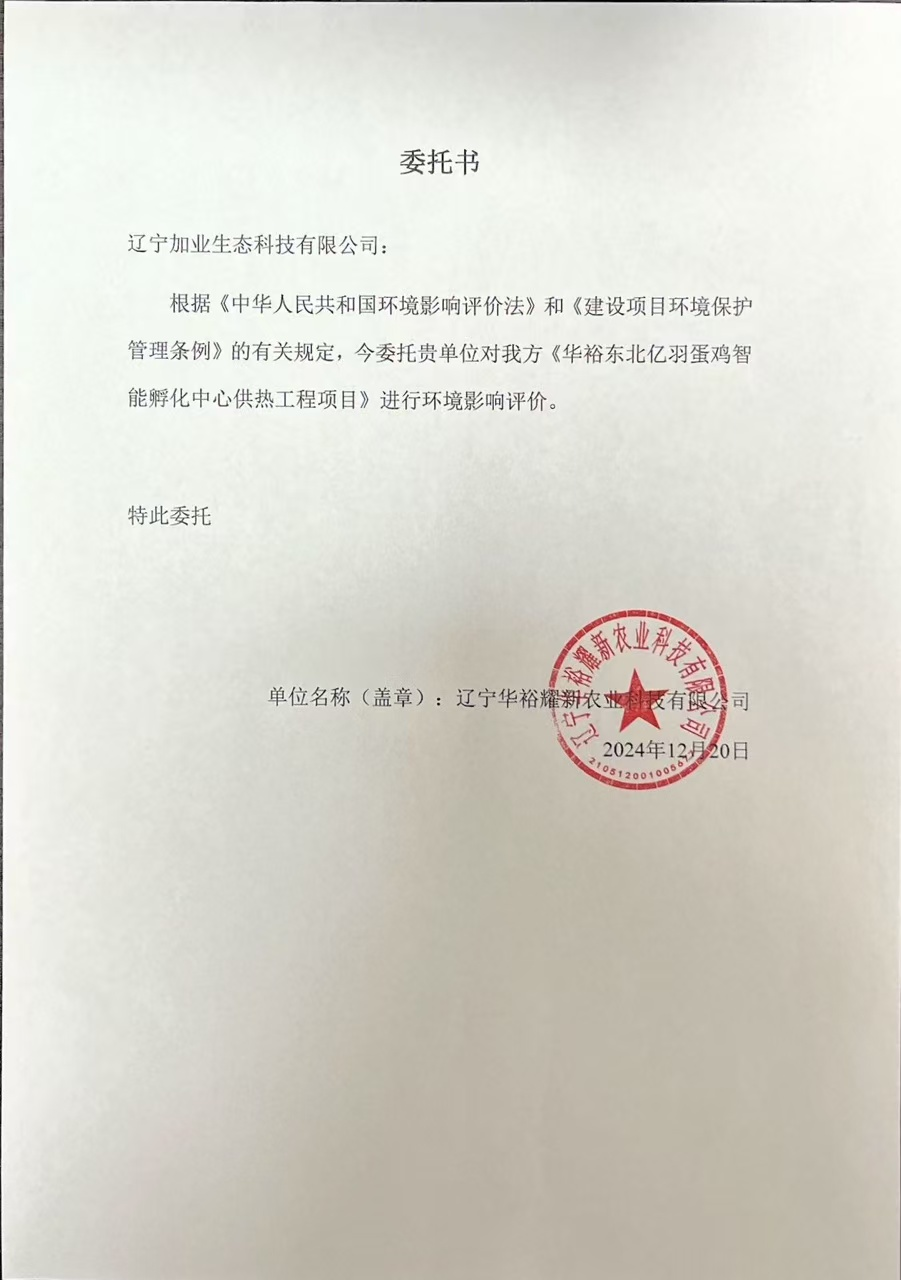 委托书
辽宁加业生态科技有限公司：
根据《中华人民共和国环境影响评价法》和《建设项目环境保护
管理条例》的有关规定，今委托贵单位对我方《华裕东北亿羽蛋鸡智
能孵化中心供热工程项目》进行环境影响评价。
特此委托
辽宁华裕耀新农业科技有限公司
单位名称（盖章）：辽宁华裕耀新农业科技有限公司
2024年12月20日